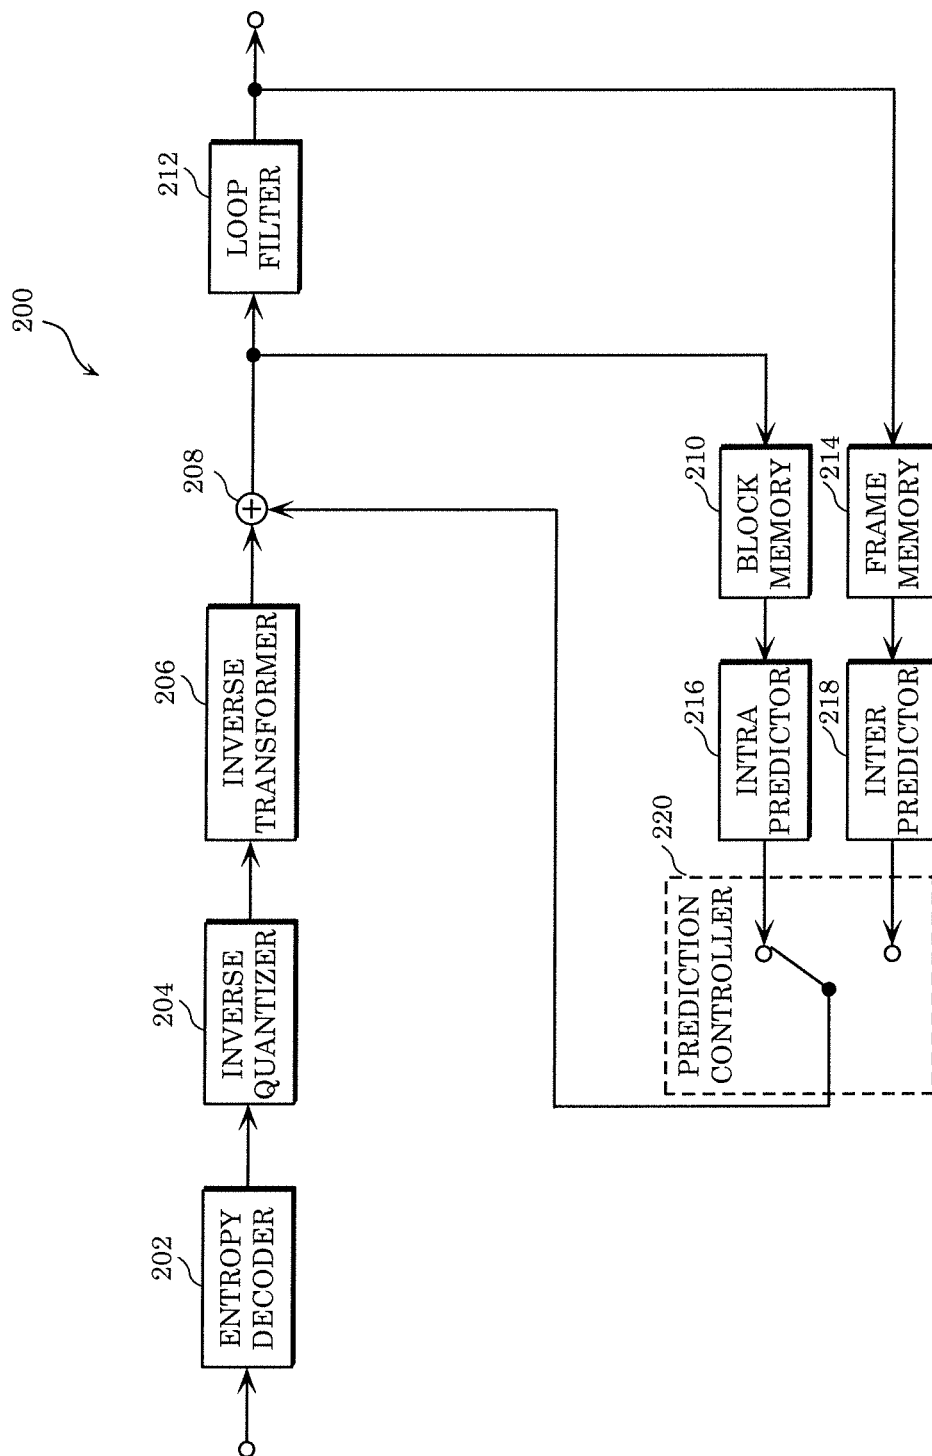 200
202
ENTROPY
DECODER
204
INVERSE
QUANTIZER
206
INVERSE
TRANSFORMER
208
+
212
LOOP
FILTER
220
PREDICTION
CONTROLLER
216
INTRA
PREDICTOR
210
BLOCK
MEMORY
218
INTER
PREDICTOR
214
FRAME
MEMORY